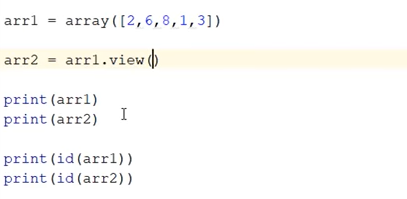 arr1 = array([2,6,8,1,3])
arr2 = arr1.view()
print(arr1)
print(arr2)
print(id(arr1))
print(id(arr2))